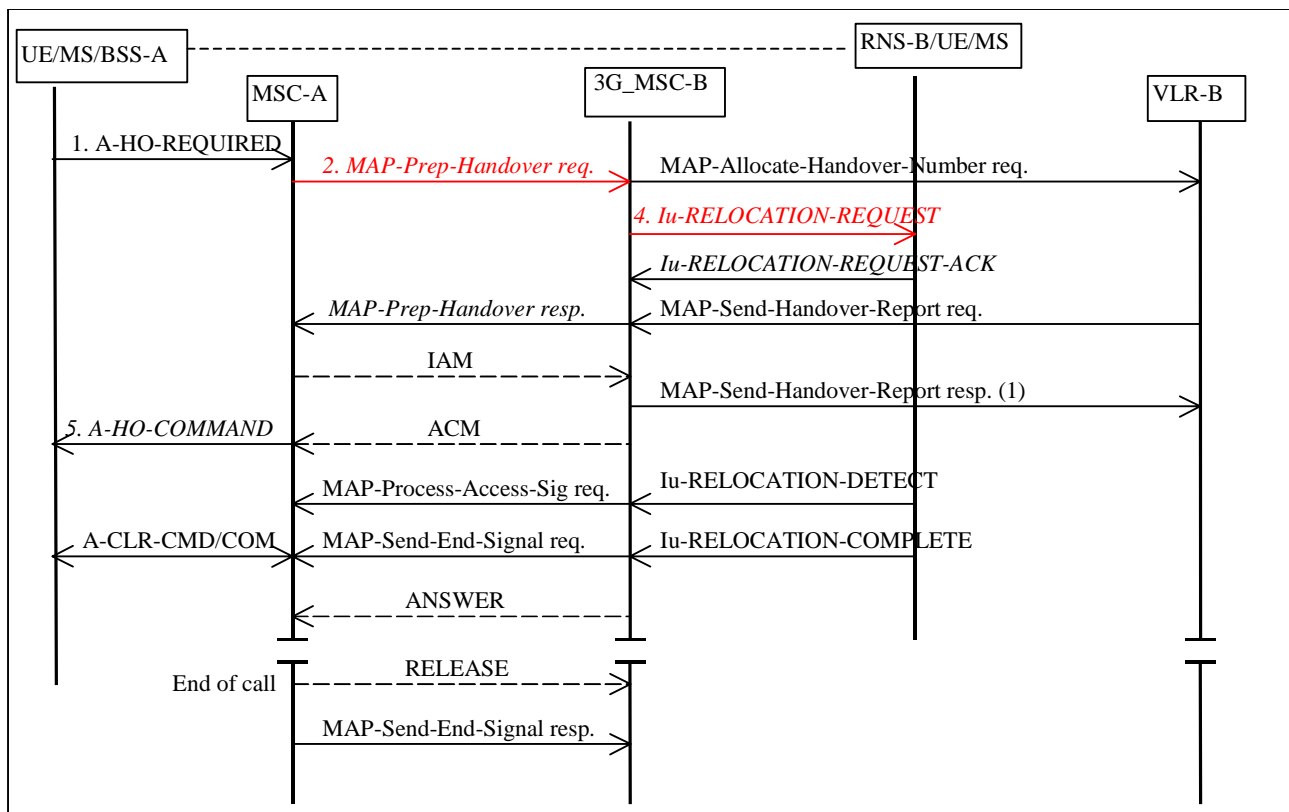 UE/MS/BSS-A
RNS-B/UE/MS
MSC-A
3G_MSC-B
VLR-B
1. A-HO-REQUIRED
2. MAP-Prep-Handover req.
MAP-Allocate-Handover-Number req.
4. Iu-RELOCATION-REQUEST
Iu-RELOCATION-REQUEST-ACK
MAP-Prep-Handover resp.
MAP-Send-Handover-Report req.
IAM
MAP-Send-Handover-Report resp. (1)
5. A-HO-COMMAND
ACM
MAP-Process-Access-Sig req.
Iu-RELOCATION-DETECT
A-CLR-CMD/COM
MAP-Send-End-Signal req.
Iu-RELOCATION-COMPLETE
ANSWER
End of call
RELEASE
MAP-Send-End-Signal resp.